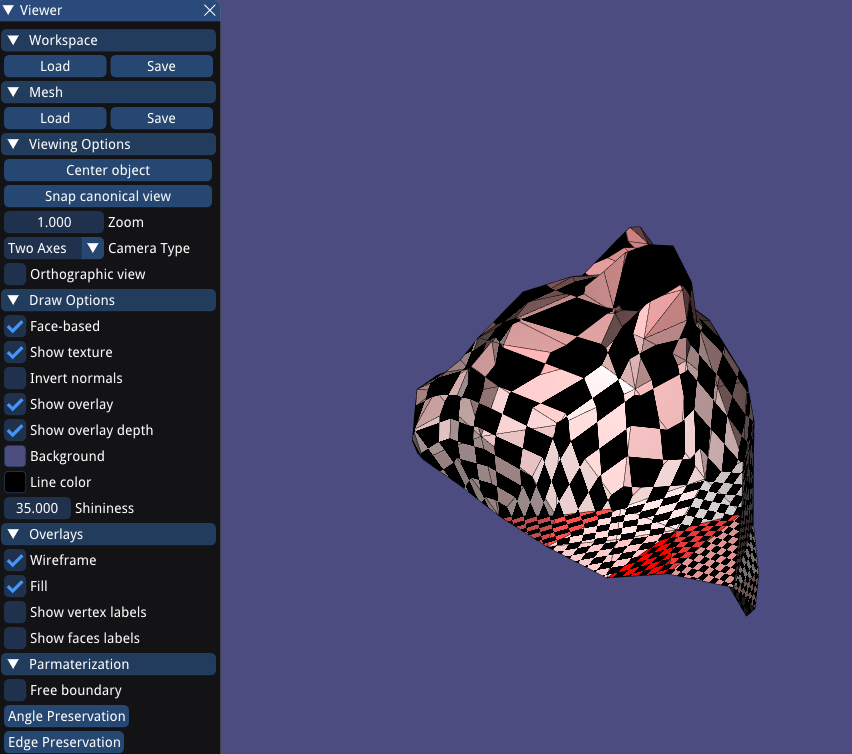 Viewer
Workspace
Load Save
Mesh
Load Save
Viewing Options
Center object
Snap canonical view
1.000 Zoom
Two Axes Camera Type
Orthographic view
Draw Options
Face-based
Show texture
Invert normals
Show overlay
Show overlay depth
Background
Line color
35.000 Shininess
Overlays
Wireframe
Fill
Show vertex labels
Show faces labels
Parmaterization
Free boundary
Angle Preservation
Edge Preservation